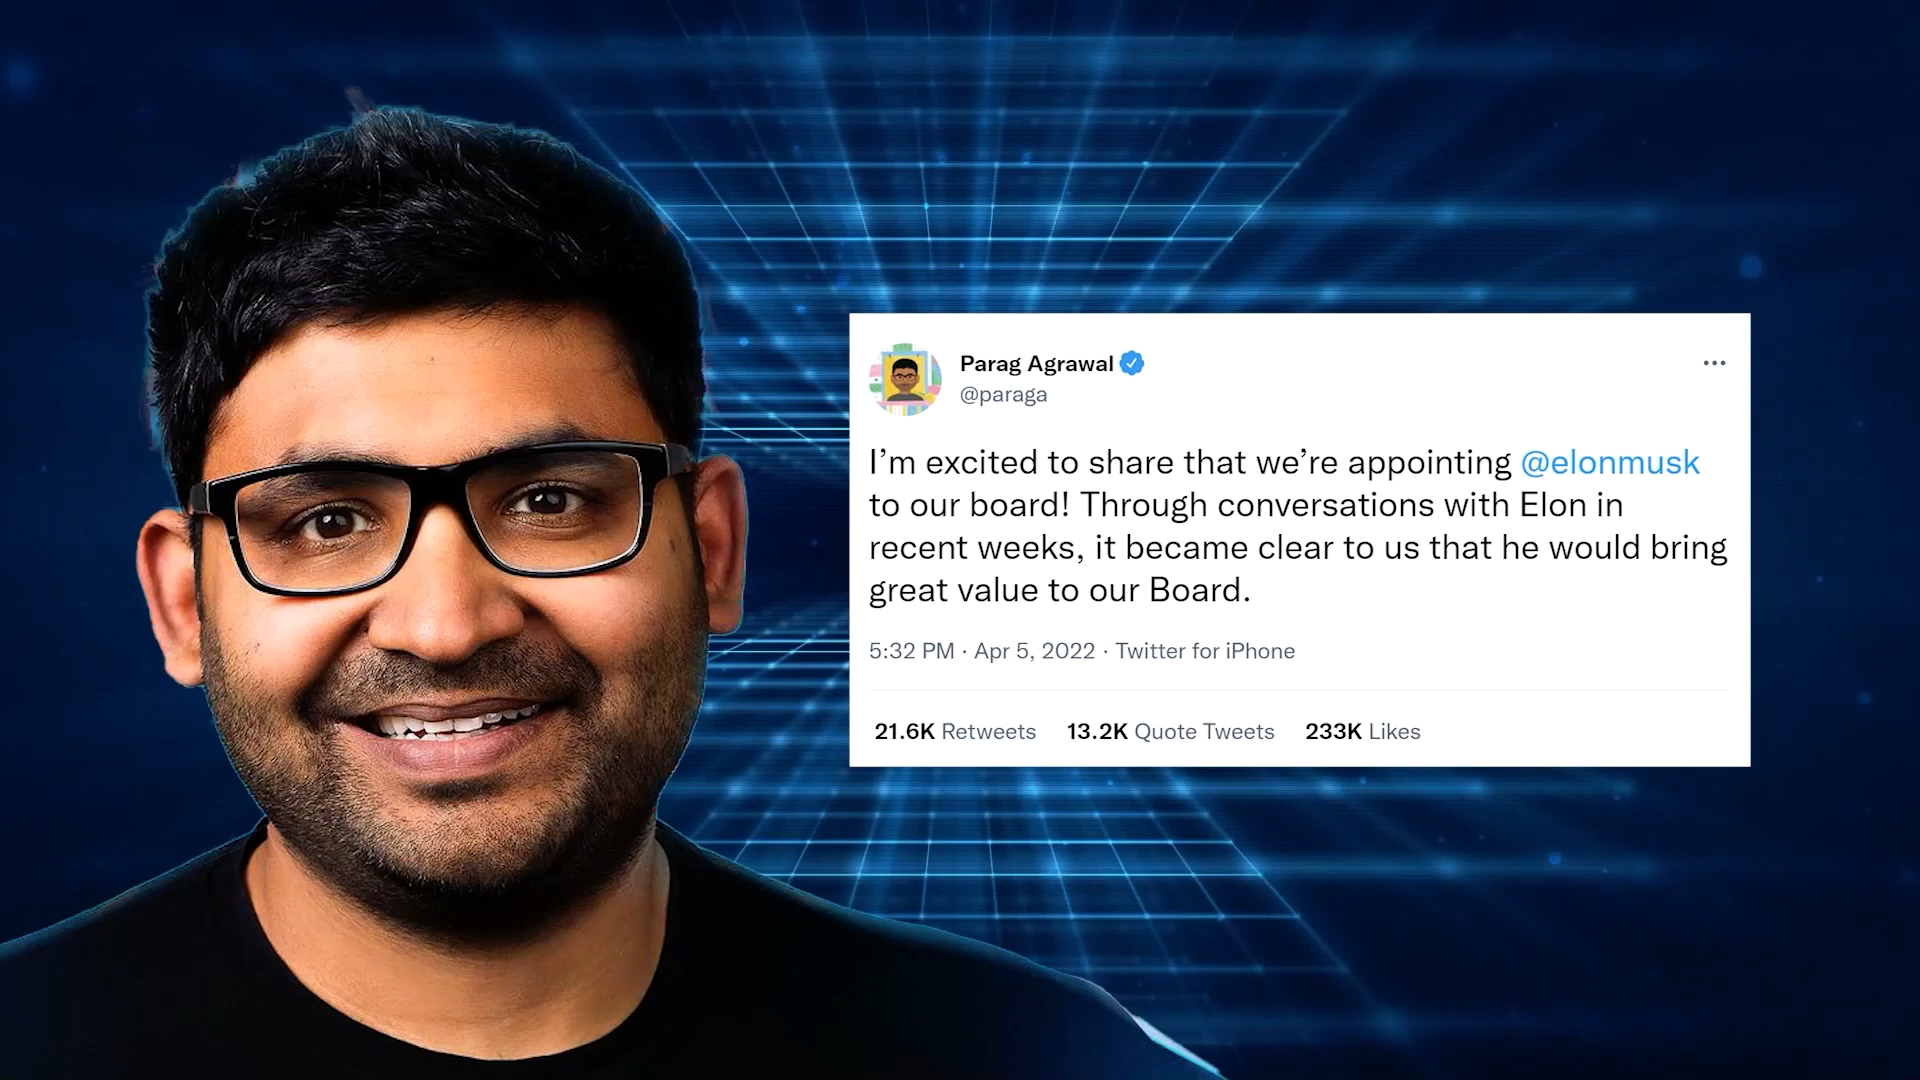 Parag Agrawal
@paraga
I’m excited to share that we’re appointing @elonmusk
to our board! Through conversations with Elon in
recent weeks, it became clear to us that he would bring
great value to our Board.
5:32 PM · Apr 5, 2022 · Twitter for iPhone
21.6K Retweets 13.2K Quote Tweets 233K Likes